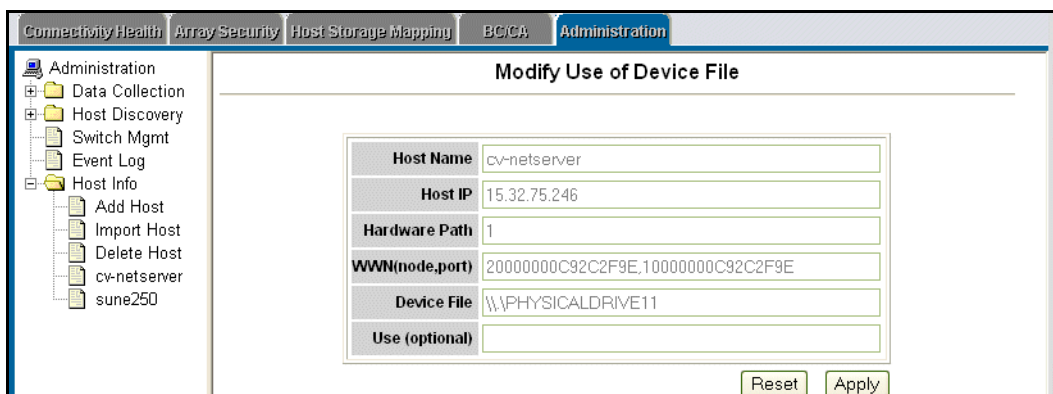 Connectivity Health Array Security Host Storage Mapping BC/CA Administration
Administration
Data Collection
Host Discovery
Switch Mgmt
Event Log
Host Info
Add Host
Import Host
Delete Host
cv-netserver
sune250
Modify Use of Device File
Host Name cv-netserver
Host IP 15.32.75.246
Hardware Path 1
WWN(node,port) 20000000C92C2F9E,10000000C92C2F9E
Device File \\.\PHYSICALDRIVE11
Use (optional)
Reset Apply